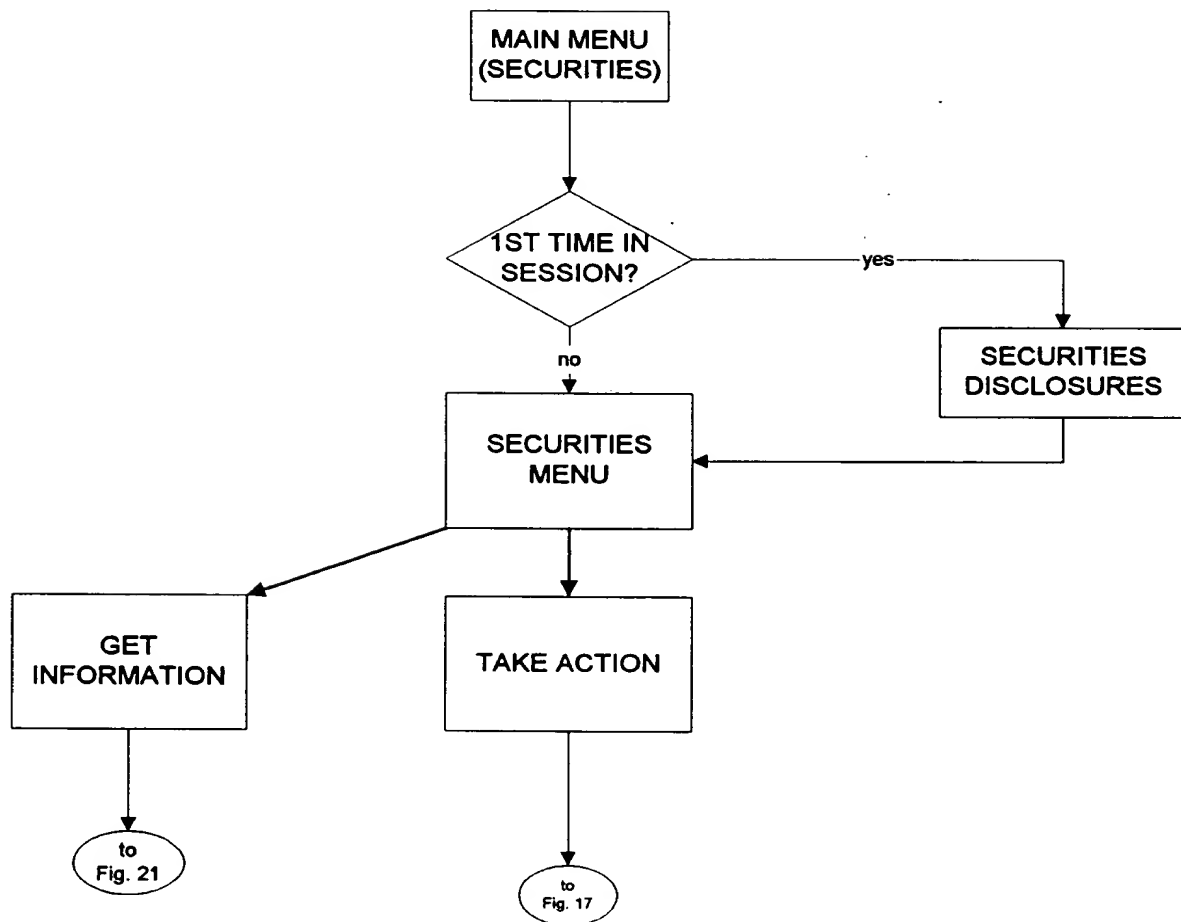 MAIN MENU
(SECURITIES)
1ST TIME IN
SESSION?
yes
no
SECURITIES
DISCLOSURES
SECURITIES
MENU
GET
INFORMATION
TAKE ACTION
to
Fig. 21
to
Fig. 17